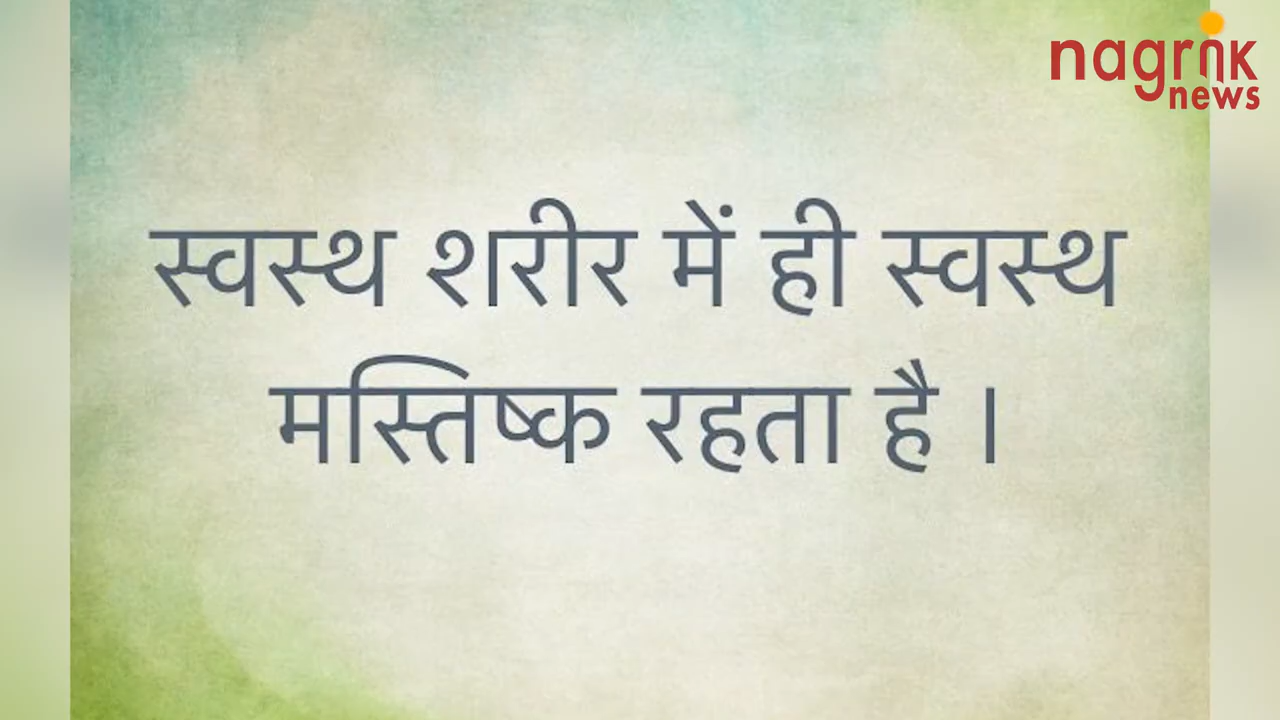 nagrik
news
स्वस्थ शरीर में ही स्वस्थ
मस्तिष्क रहता है ।